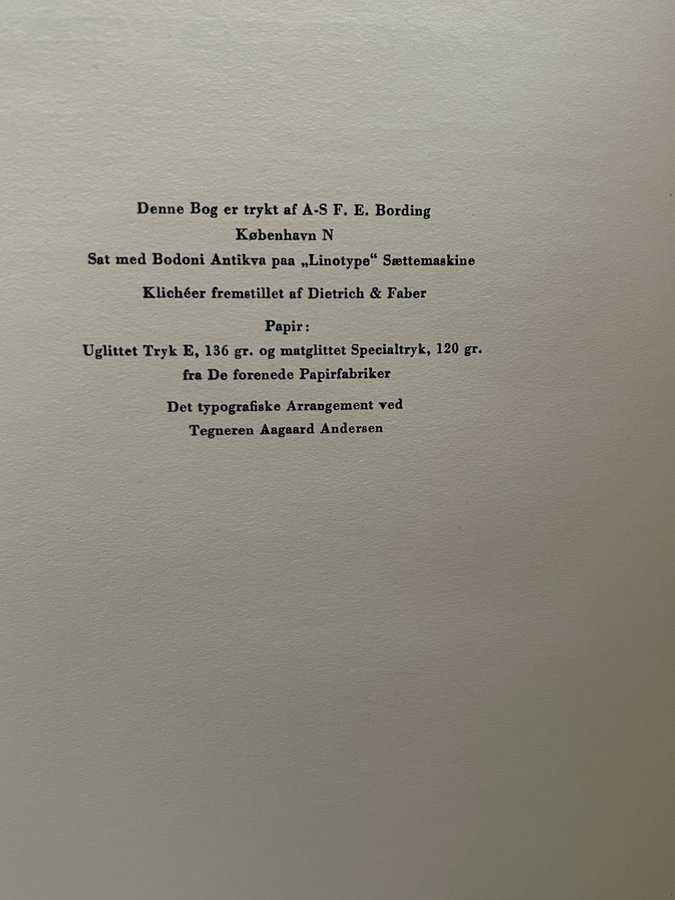 Denne Bog er trykt af A-S F. E. Bording
København N
Sat med Bodoni Antikva paa „Linotype“ Sættemaskine
Klichéer fremstillet af Dietrich & Faber
Papir:
Uglittet Tryk E, 136 gr. og matglittet Specialtryk, 120 gr.
fra De forenede Papirfabriker
Det typografiske Arrangement ved
Tegneren Aagaard Andersen